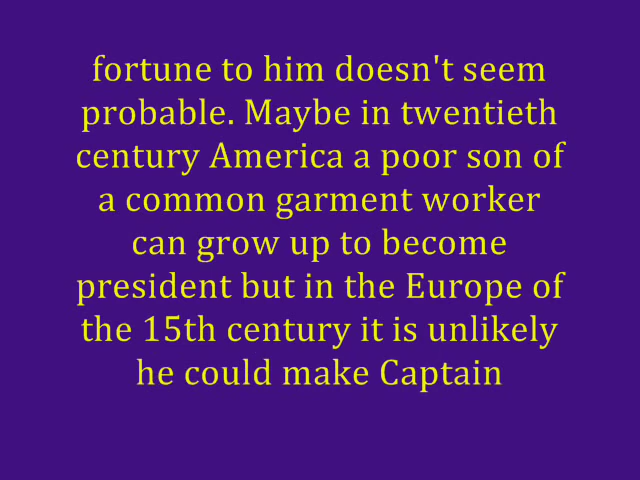 fortune to him doesn't seem
probable. Maybe in twentieth
century America a poor son of
a common garment worker
can grow up to become
president but in the Europe of
the 15th century it is unlikely
he could make Captain